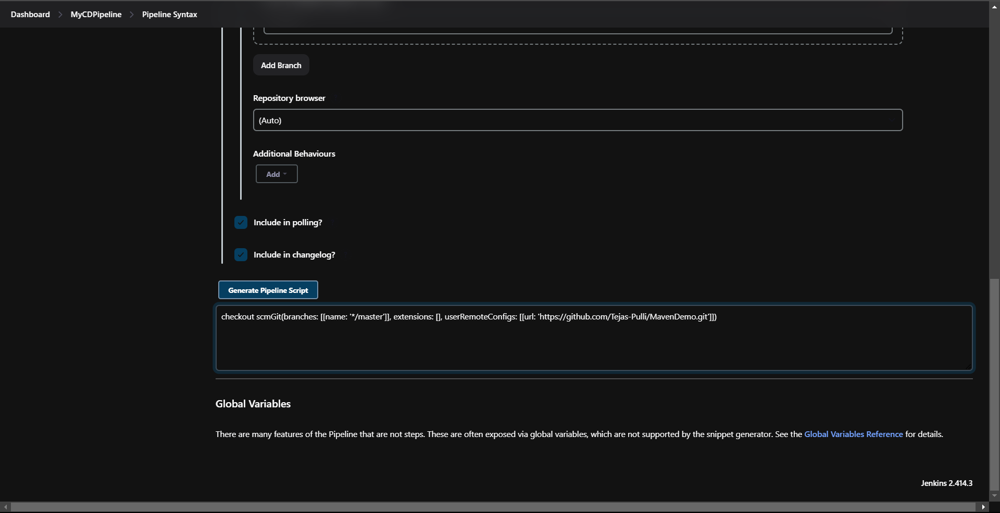 Dashboard
MyCDPipeline
Pipeline Syntax
Add Branch
Repository browser
(Auto)
Additional Behaviours
Add
Include in polling?
Include in changelog?
Generate Pipeline Script
checkout scmGit(branches: [[name: '*/master']], extensions: [], userRemoteConfigs: [[url: 'https://github.com/Tejas-Pulli/MavenDemo.git']])
Global Variables
There are many features of the Pipeline that are not steps. These are often exposed via global variables, which are not supported by the snippet generator. See the Global Variables Reference for details.
Jenkins 2.414.3